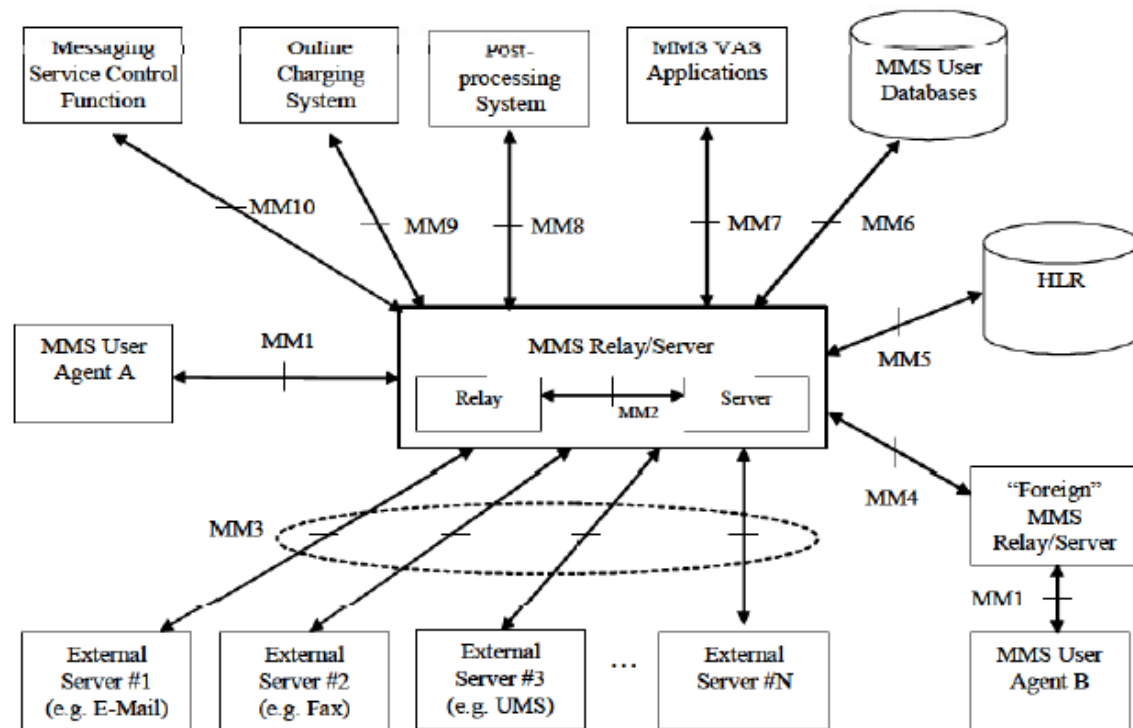 Messaging
Service Control
Function
Online
Charging
System
Post-
processing
System
MM3 VA3
Applications
MMS User
Databases
MM10
MM9
MM8
MM7
MM6
HLR
MMS User
Agent A
MM1
MMS Relay/Server
Relay
MM2
Server
MM5
MM4
MM3
"Foreign"
MMS
Relay/Server
MM1
External
Server #1
(e.g. E-Mail)
External
Server #2
(e.g. Fax)
External
Server #3
(e.g. UMS)
...
External
Server #N
MMS User
Agent B